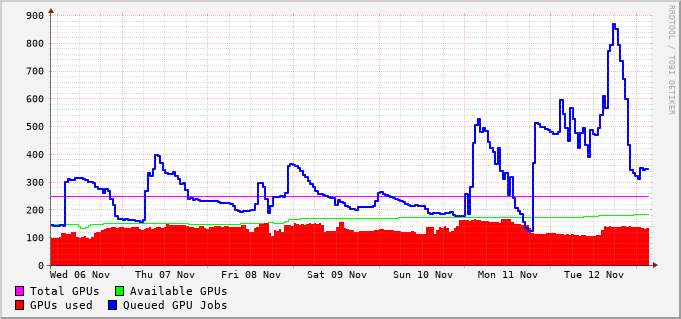 900
800
700
600
500
400
300
200
100
0
Wed 06 Nov Thu 07 Nov Fri 08 Nov Sat 09 Nov Sun 10 Nov Mon 11 Nov Tue 12 Nov
Total GPUs Available GPUs
GPUs used Queued GPU Jobs
RRDTOOL / TOBI OETIKER